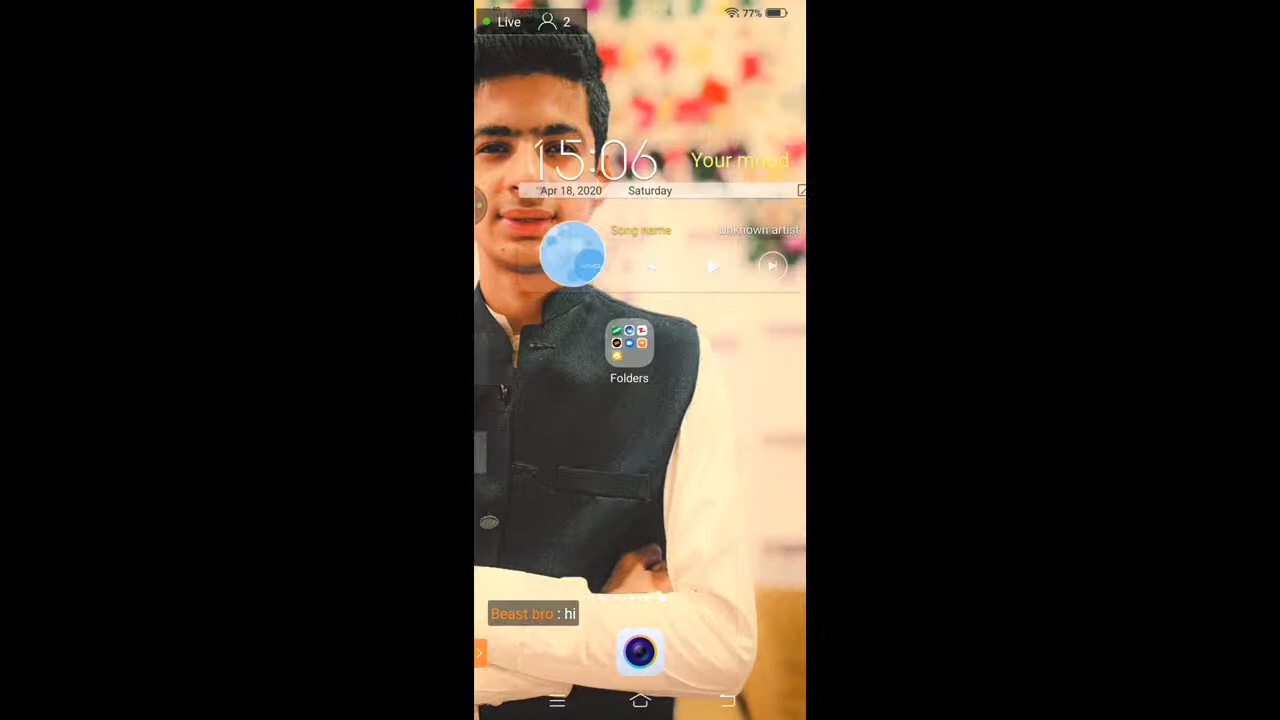 Live 2
77%
15:06
Your mood
Apr 18, 2020 Saturday
Song name
unknown artist
vivo
Folders
Beast bro : hi